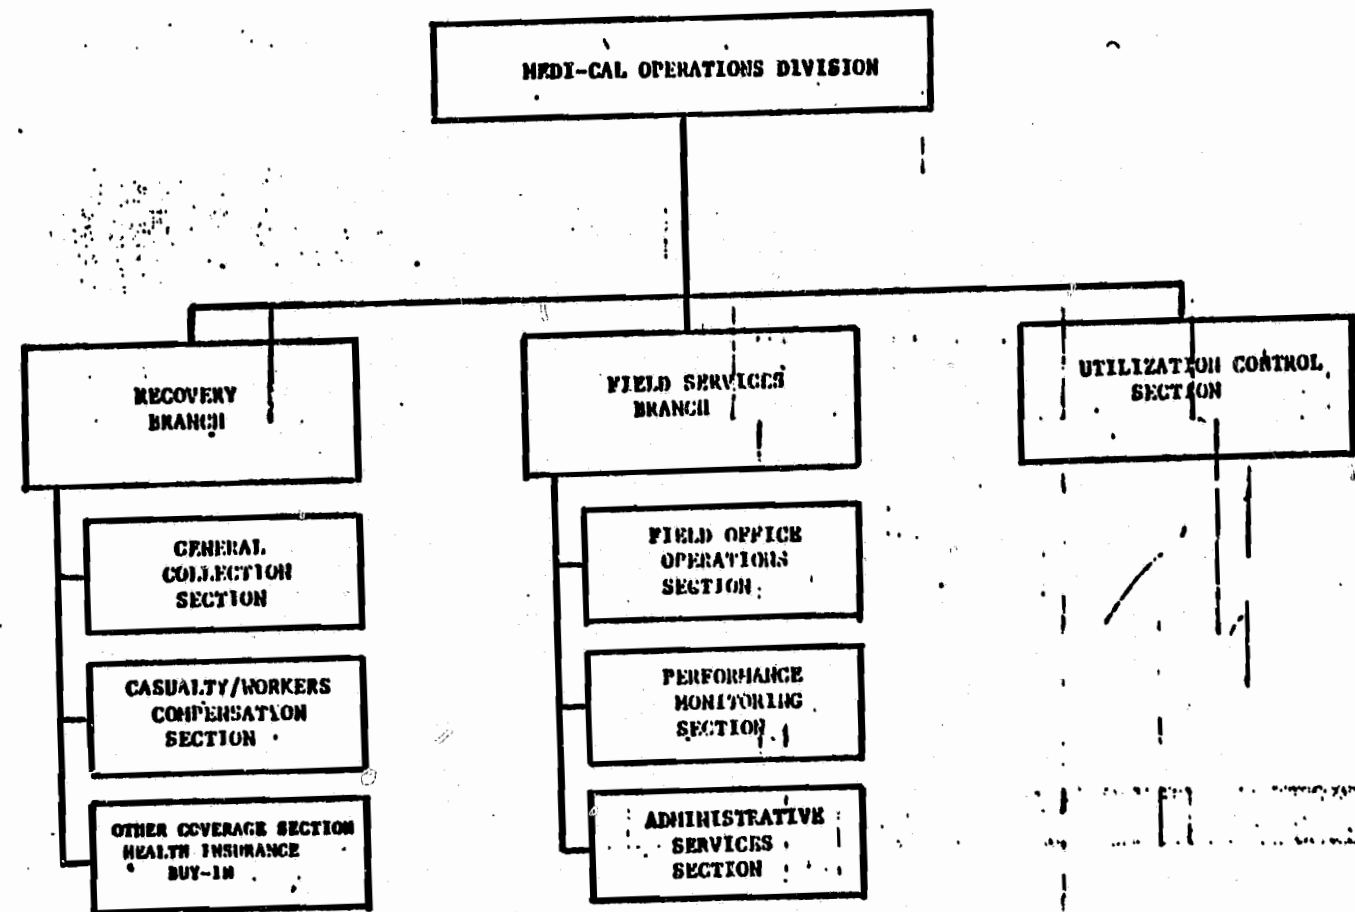 MEDI-CAL OPERATIONS DIVISION
RECOVERY
BRANCH
FIELD SERVICES
BRANCH
UTILIZATION CONTROL
SECTION
GENERAL
COLLECTION
SECTION
CASUALTY/WORKERS
COMPENSATION
SECTION
OTHER COVERAGE SECTION
HEALTH INSURANCE
BUY-IN
FIELD OFFICE
OPERATIONS
SECTION
PERFORMANCE
MONITORING
SECTION
ADMINISTRATIVE
SERVICES
SECTION